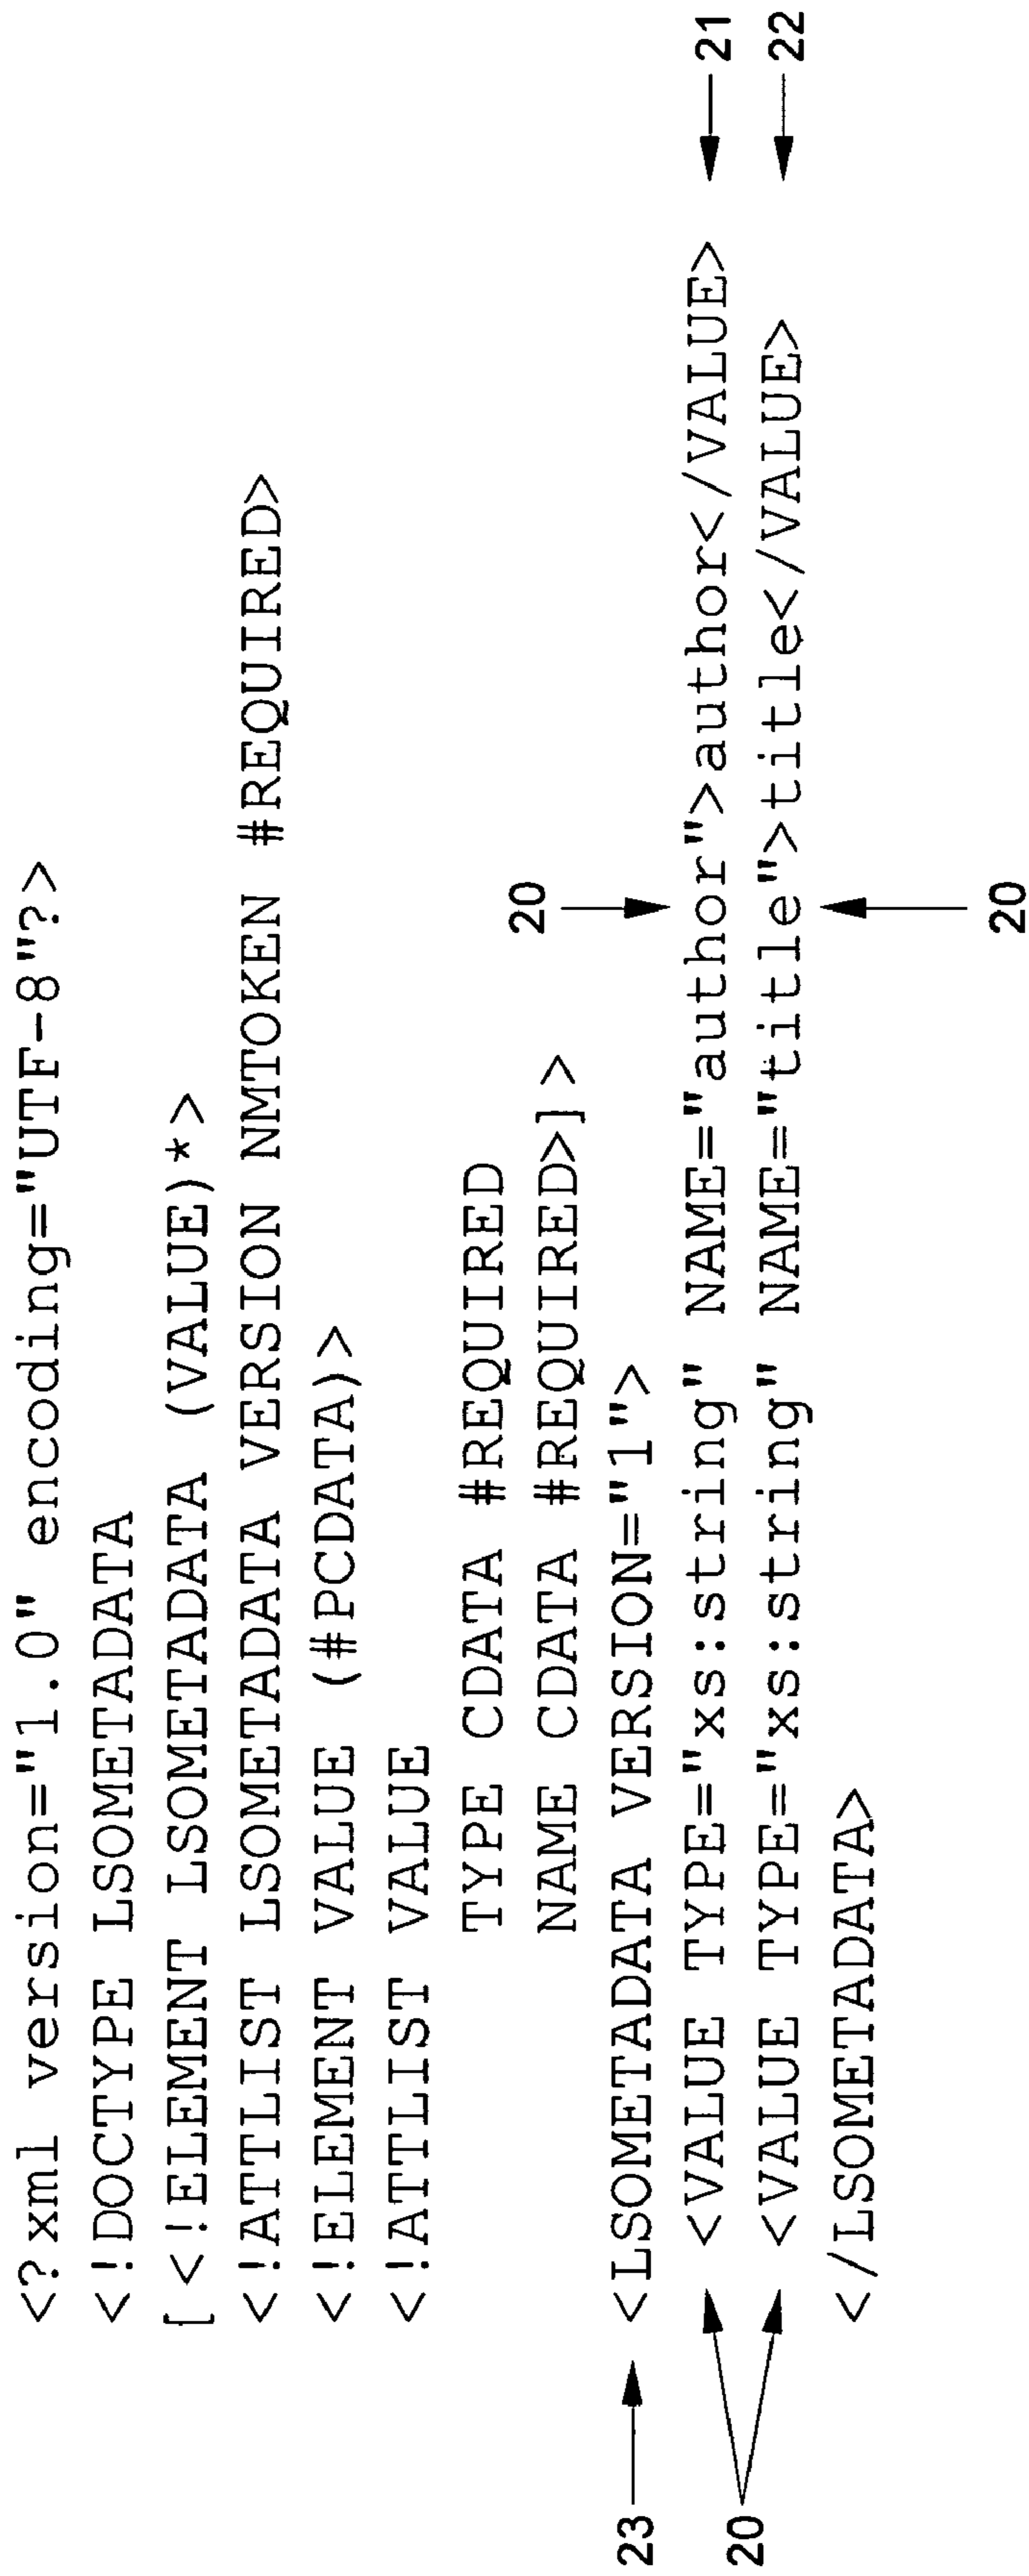 <?xml version="1.0" encoding="UTF-8"?>
<!DOCTYPE LSOMETADATA
[<!ELEMENT LSOMETADATA (VALUE)*>
<!ATTLIST LSOMETADATA VERSION NMTOKEN #REQUIRED>
<!ELEMENT VALUE (#PCDATA)>
<!ATTLIST VALUE
TYPE CDATA #REQUIRED
20
NAME CDATA #REQUIRED>]>
23 <LSOMETADATA VERSION="1">
<VALUE TYPE="xs:string" NAME="author">author</VALUE> 21
20
<VALUE TYPE="xs:string" NAME="title">title</VALUE> 22
</LSOMETADATA>
20